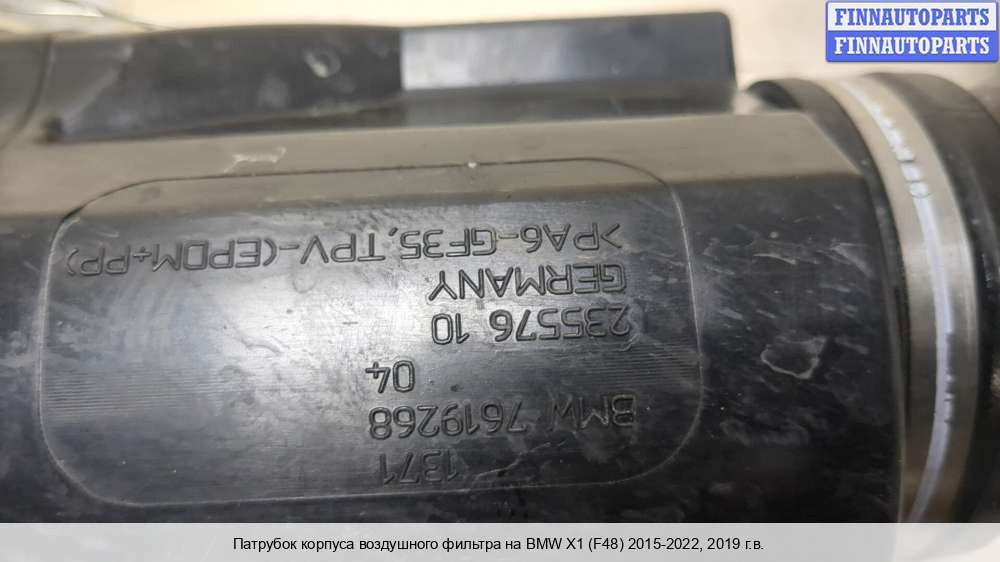 FINNAUTOPARTS
FINNAUTOPARTS
1371
BMW 7619268
04
235576 10
GERMANY
>PA6-GF35,TPV-(EPDM+PP)
Патрубок корпуса воздушного фильтра на BMW X1 (F48) 2015-2022, 2019 г.в.